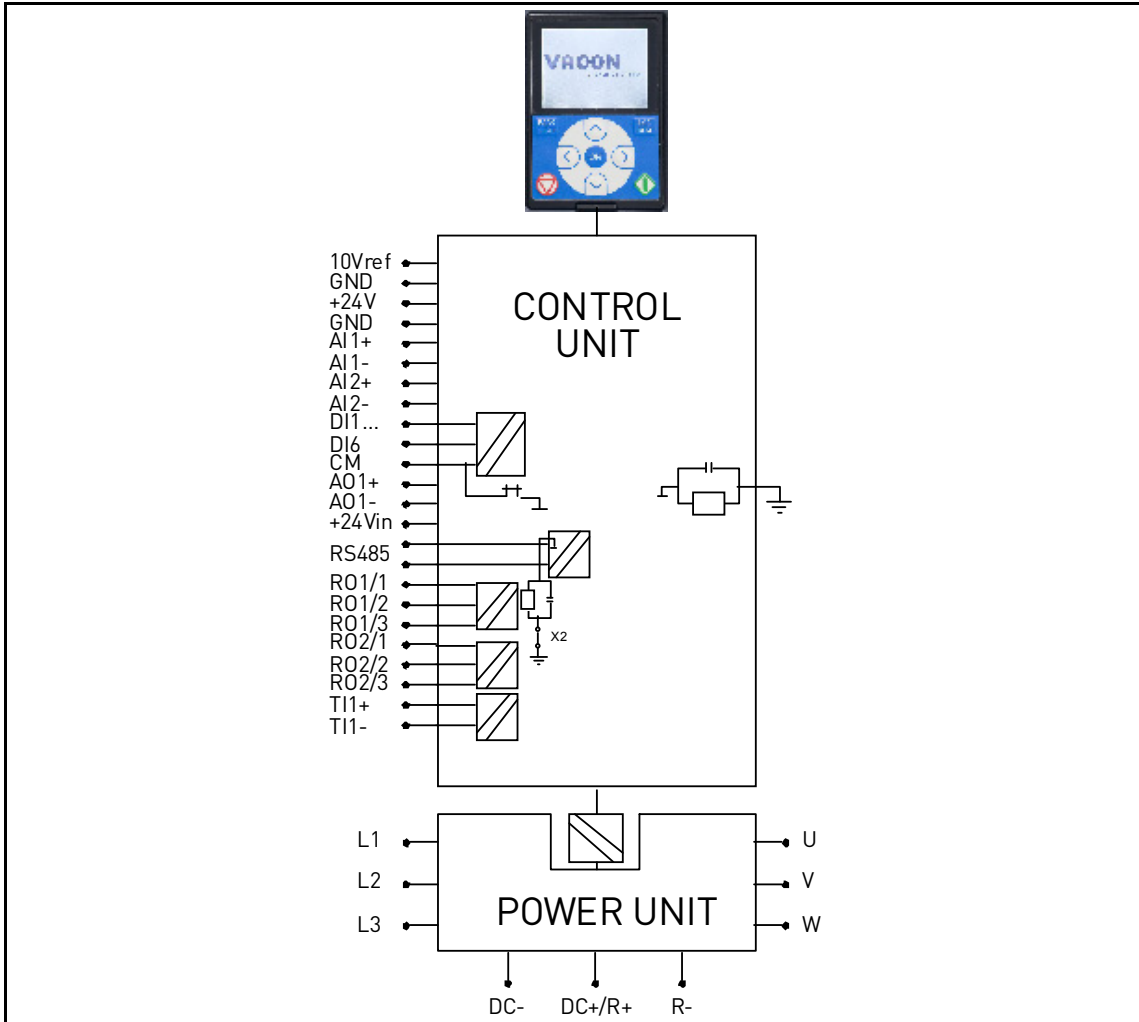 VACON
CONTROL
UNIT
10Vref
GND
+24V
GND
AI1+
AI1-
AI2+
AI2-
DI1...
DI6
CM
AO1+
AO1-
+24Vin
RS485
RO1/1
RO1/2
RO1/3
RO2/1
RO2/2
RO2/3
TI1+
TI1-
X2
L1
L2
L3
POWER UNIT
U
V
W
DC-
DC+/R+
R-